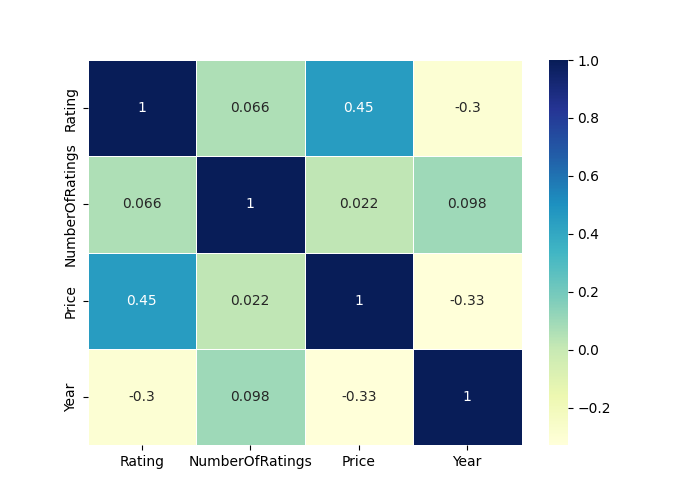 Rating 1 0.066 0.45 -0.3
NumberOfRatings 0.066 1 0.022 0.098
Price 0.45 0.022 1 -0.33
Year -0.3 0.098 -0.33 1
Rating NumberOfRatings Price Year
1.0
0.8
0.6
0.4
0.2
0.0
−0.2